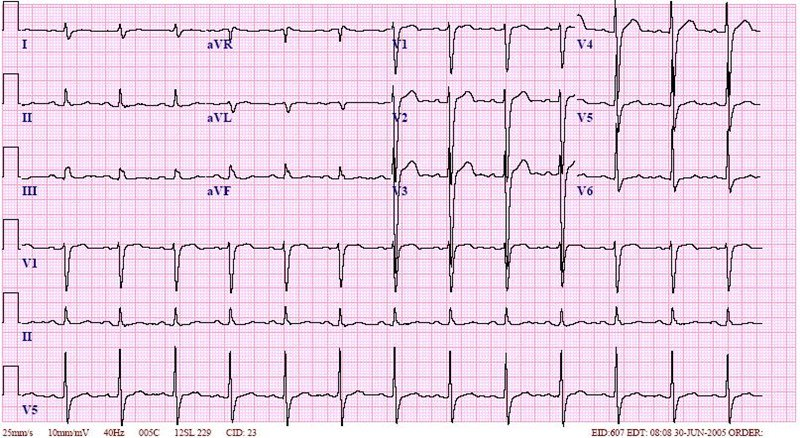 I aVR V1 V4
II aVL V2 V5
III aVF V3 V6
V1
II
V5
25mm/s 10mm/mV 40Hz 005C 12SL 229 CID: 23 EID:607 EDT: 08:08 30-JUN-2005 ORDER: